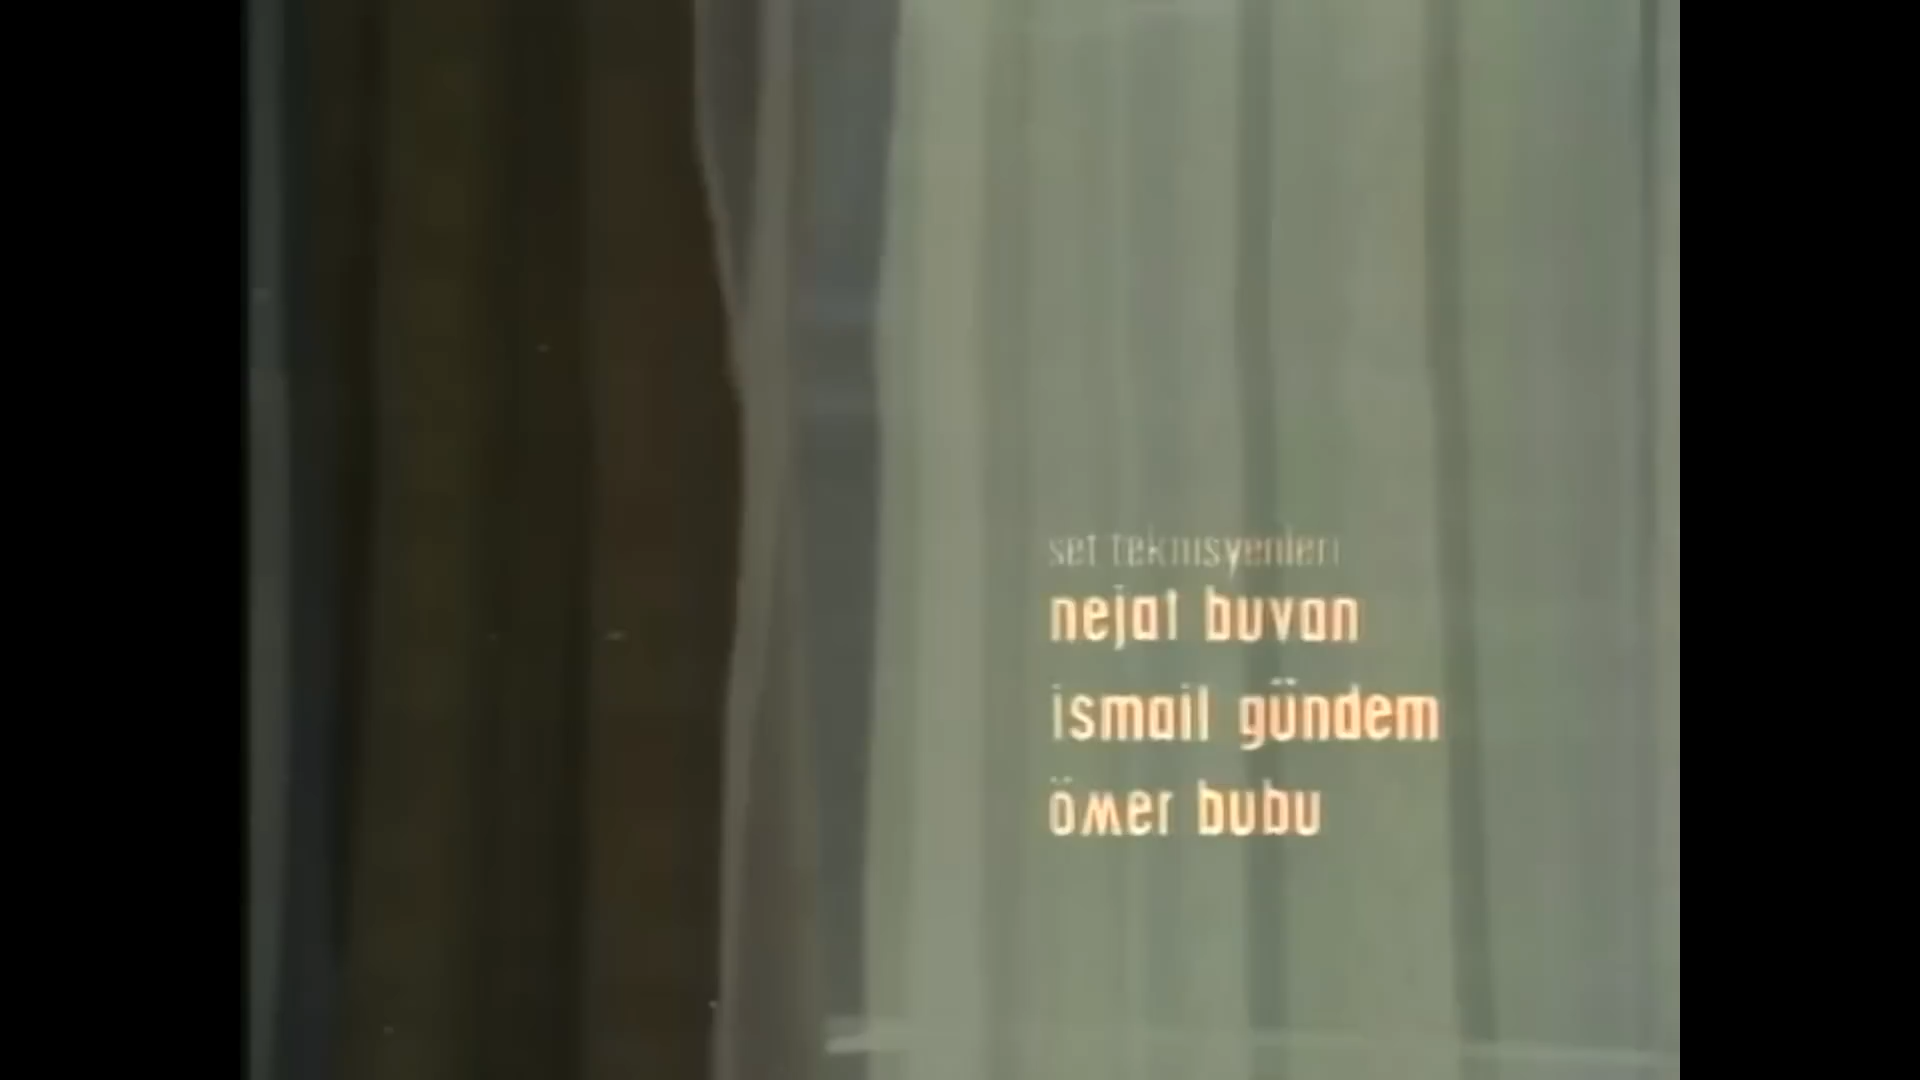 set teknisyenleri
nejat buvan
ismail gündem
ömer bubu